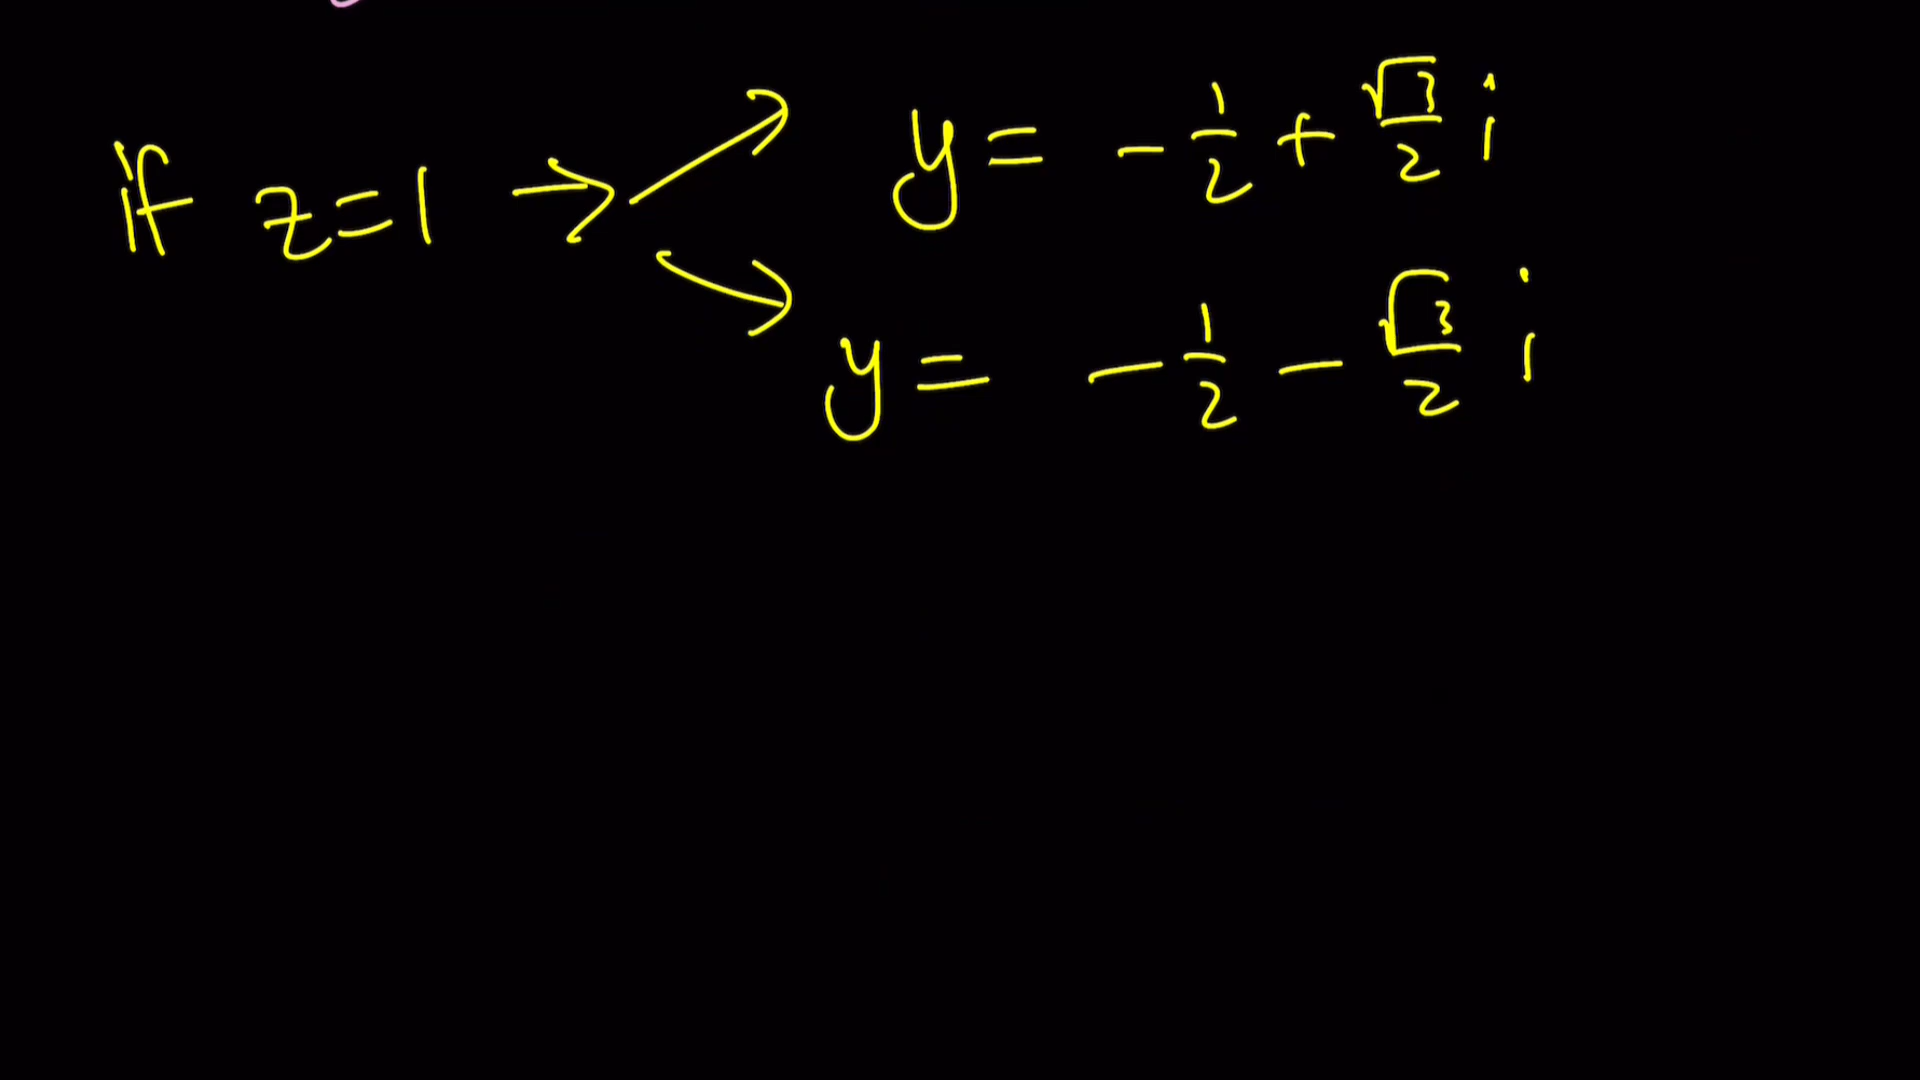 if z=1 → y = - 1/2 + √3/2 i
y = - 1/2 - √3/2 i